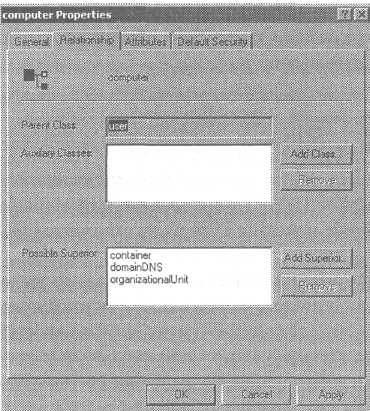 computer Properties
General Relationship Attributes Default Security
computer
Parent Class: user
Auxiliary Classes: Add Class...
Remove
Possible Superior: container Add Superior...
domainDNS
organizationalUnit Remove
OK Cancel Apply